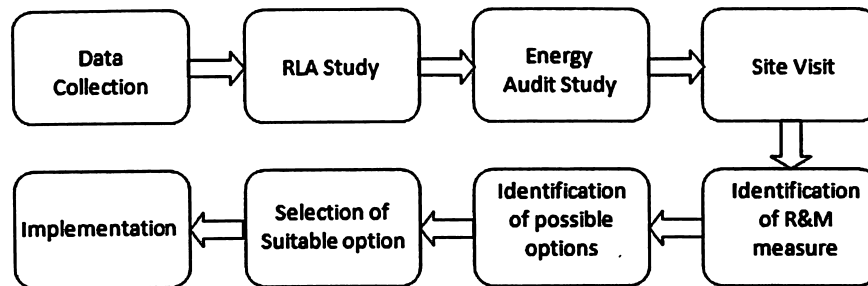 Data
Collection
RLA Study
Energy
Audit Study
Site Visit
Identification
of R&M
measure
Identification
of possible
options
Selection of
Suitable option
Implementation